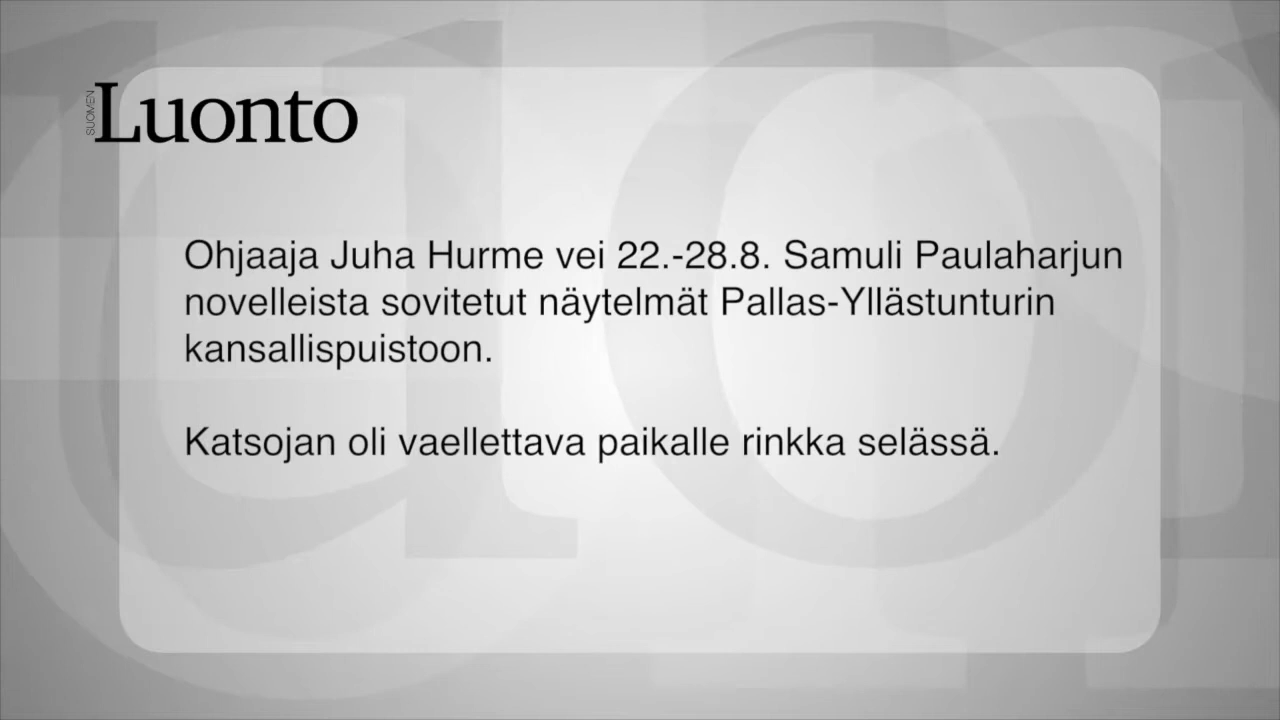 SUOMEN
Luonto
Ohjaaja Juha Hurme vei 22.-28.8. Samuli Paulaharjun
novelleista sovitetut näytelmät Pallas-Yllästunturin
kansallispuistoon.
Katsojan oli vaellettava paikalle rinkka selässä.